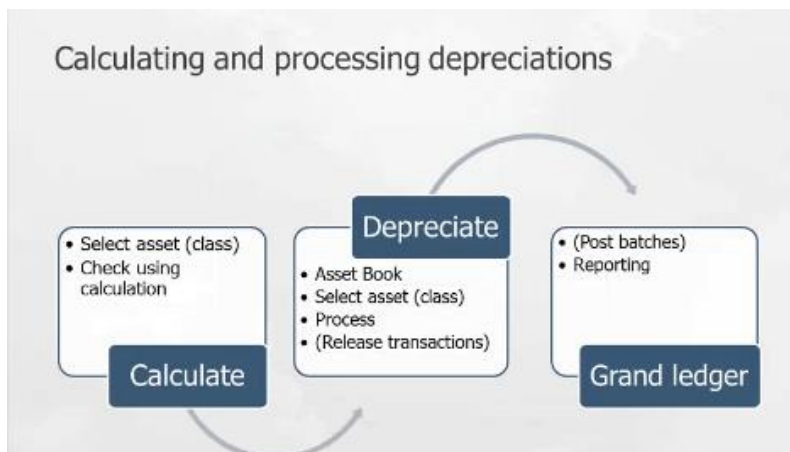 Calculating and processing depreciations
• Select asset (class)
• Check using
calculation
Calculate
Depreciate
• Asset Book
• Select asset (class)
• Process
• (Release transactions)
• (Post batches)
• Reporting
Grand ledger